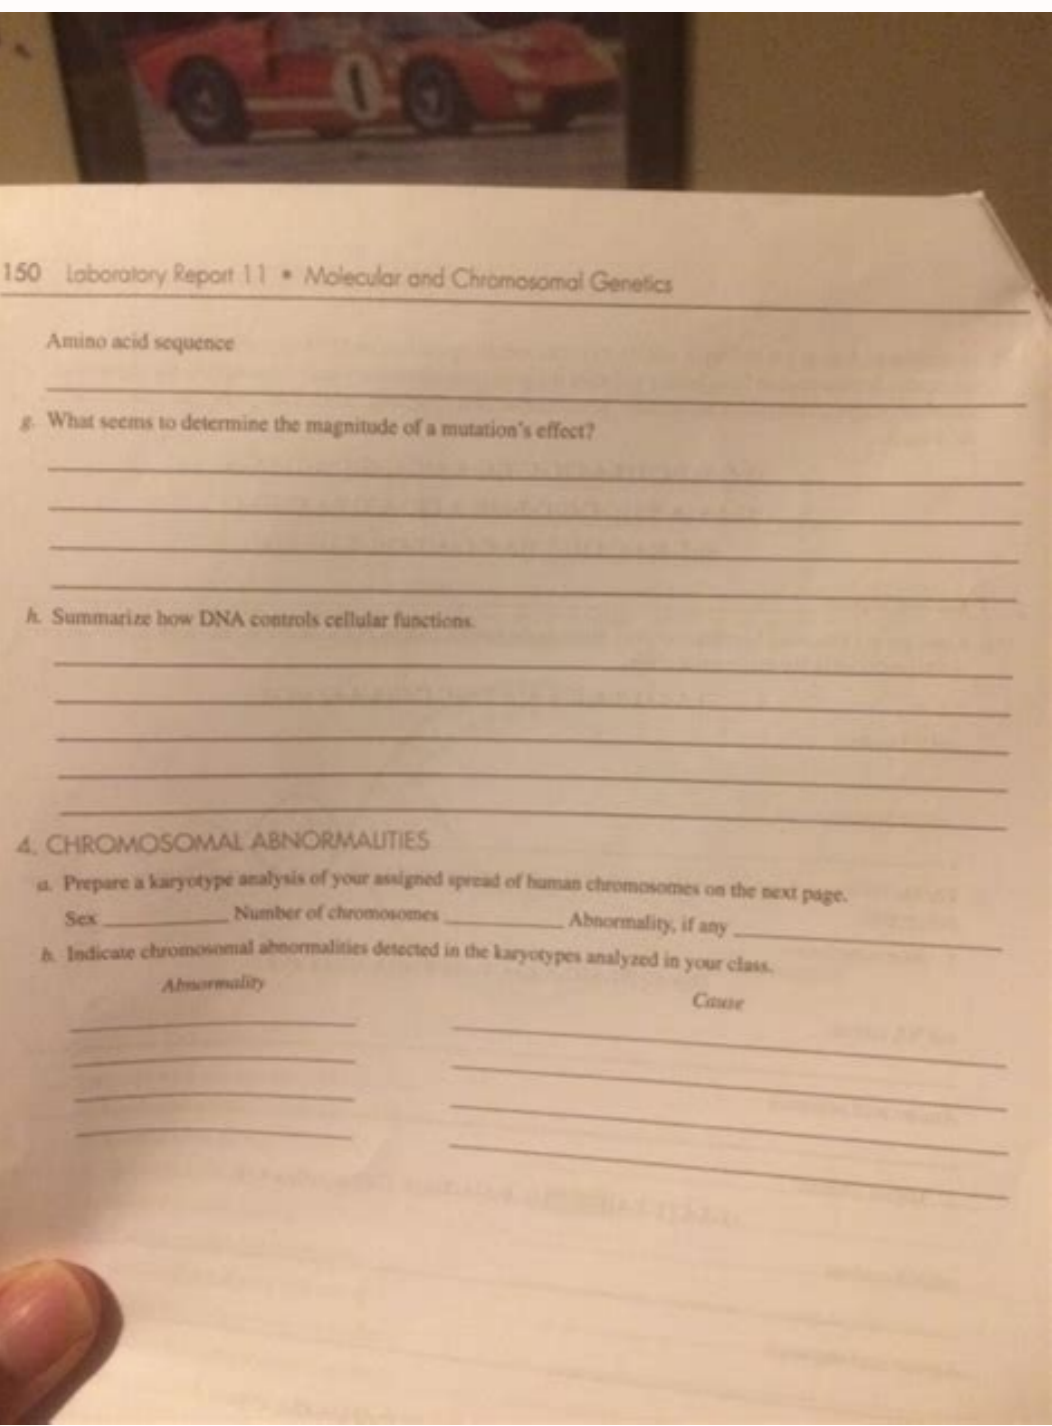 1
150 Laboratory Report 11 • Molecular and Chromosomal Genetics
Amino acid sequence
g. What seems to determine the magnitude of a mutation's effect?
h. Summarize how DNA controls cellular functions.
4. CHROMOSOMAL ABNORMALITIES
a. Prepare a karyotype analysis of your assigned spread of human chromosomes on the next page.
Sex Number of chromosomes Abnormality, if any
b. Indicate chromosomal abnormalities detected in the karyotypes analyzed in your class.
Abnormality Cause